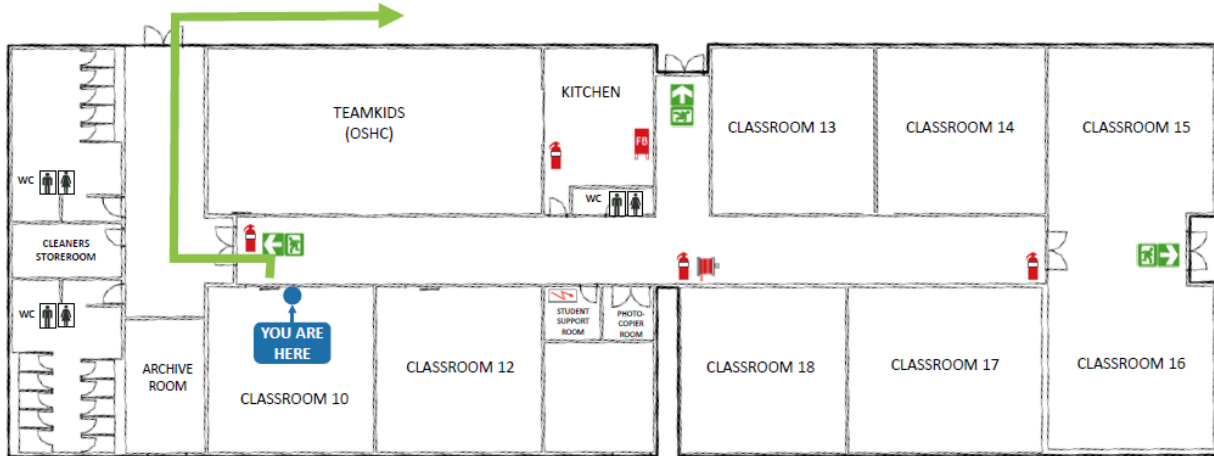 TEAMKIDS
(OSHC)
KITCHEN
FB
CLASSROOM 13
CLASSROOM 14
CLASSROOM 15
WC
WC
CLEANERS
STOREROOM
WC
YOU ARE
HERE
STUDENT
SUPPORT
ROOM
PHOTO-
COPIER
ROOM
ARCHIVE
ROOM
CLASSROOM 10
CLASSROOM 12
CLASSROOM 18
CLASSROOM 17
CLASSROOM 16